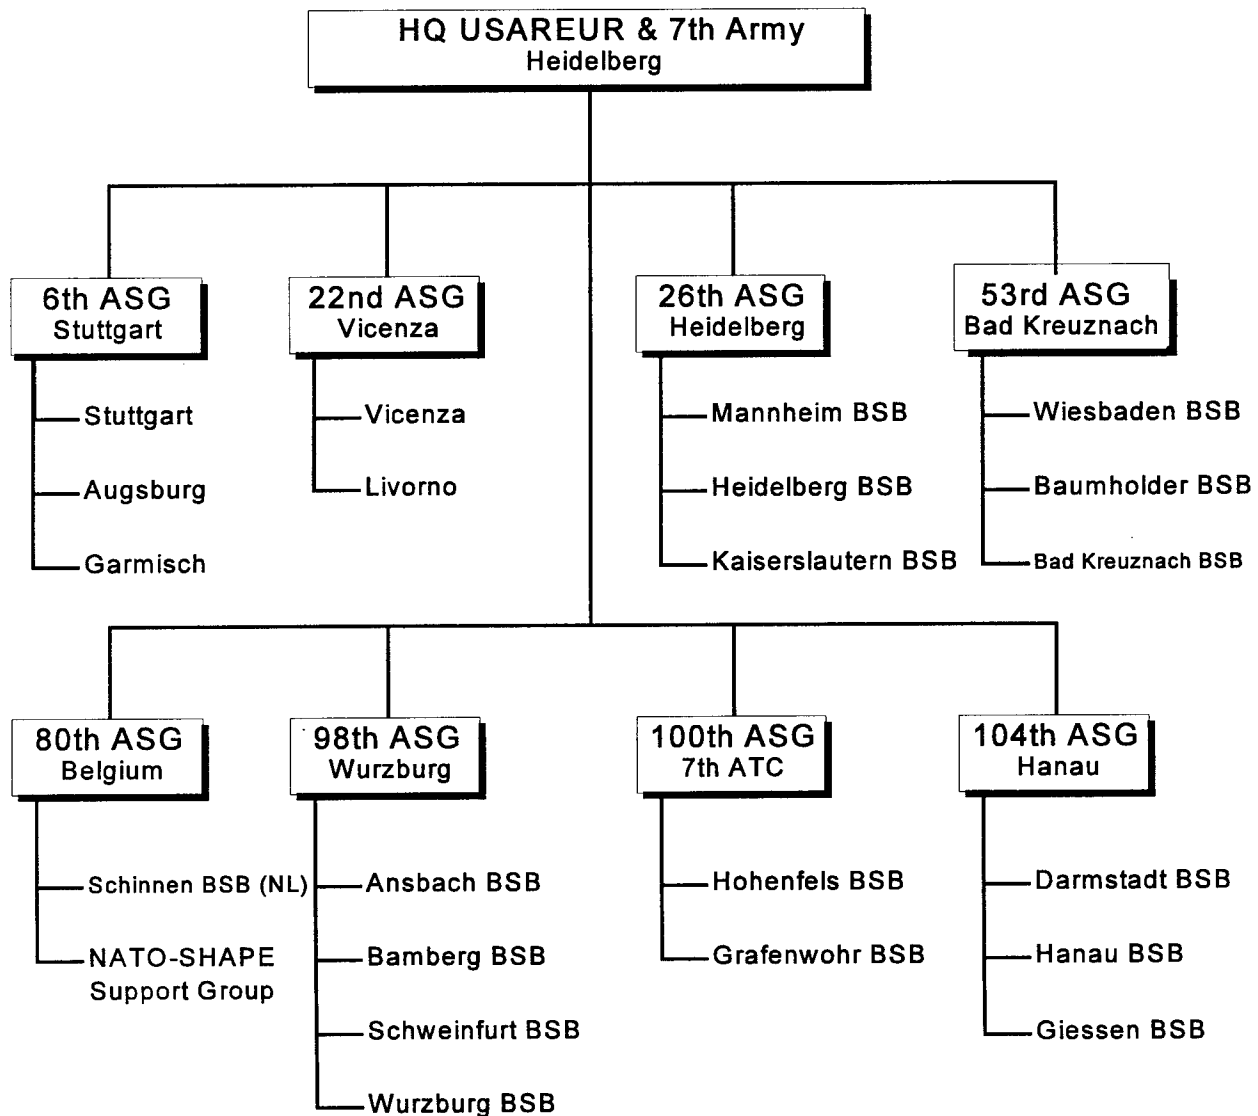 HQ USAREUR & 7th Army
Heidelberg
6th ASG
Stuttgart
Stuttgart
Augsburg
Garmisch
22nd ASG
Vicenza
Vicenza
Livorno
26th ASG
Heidelberg
Mannheim BSB
Heidelberg BSB
Kaiserslautern BSB
53rd ASG
Bad Kreuznach
Wiesbaden BSB
Baumholder BSB
Bad Kreuznach BSB
80th ASG
Belgium
Schinnen BSB (NL)
NATO-SHAPE
Support Group
98th ASG
Wurzburg
Ansbach BSB
Bamberg BSB
Schweinfurt BSB
Wurzburg BSB
100th ASG
7th ATC
Hohenfels BSB
Grafenwohr BSB
104th ASG
Hanau
Darmstadt BSB
Hanau BSB
Giessen BSB